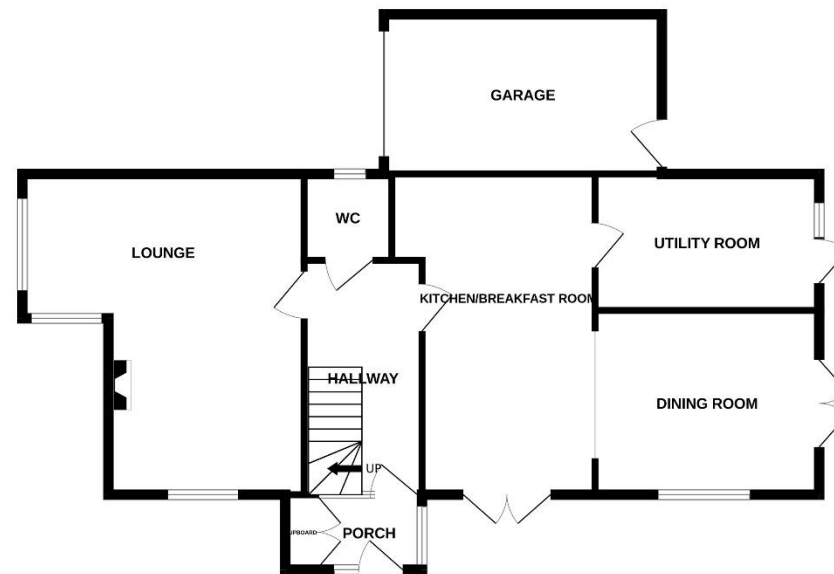 GARAGE
WC
LOUNGE
UTILITY ROOM
KITCHEN/BREAKFAST ROOM
HALLWAY
DINING ROOM
UP
PORCH